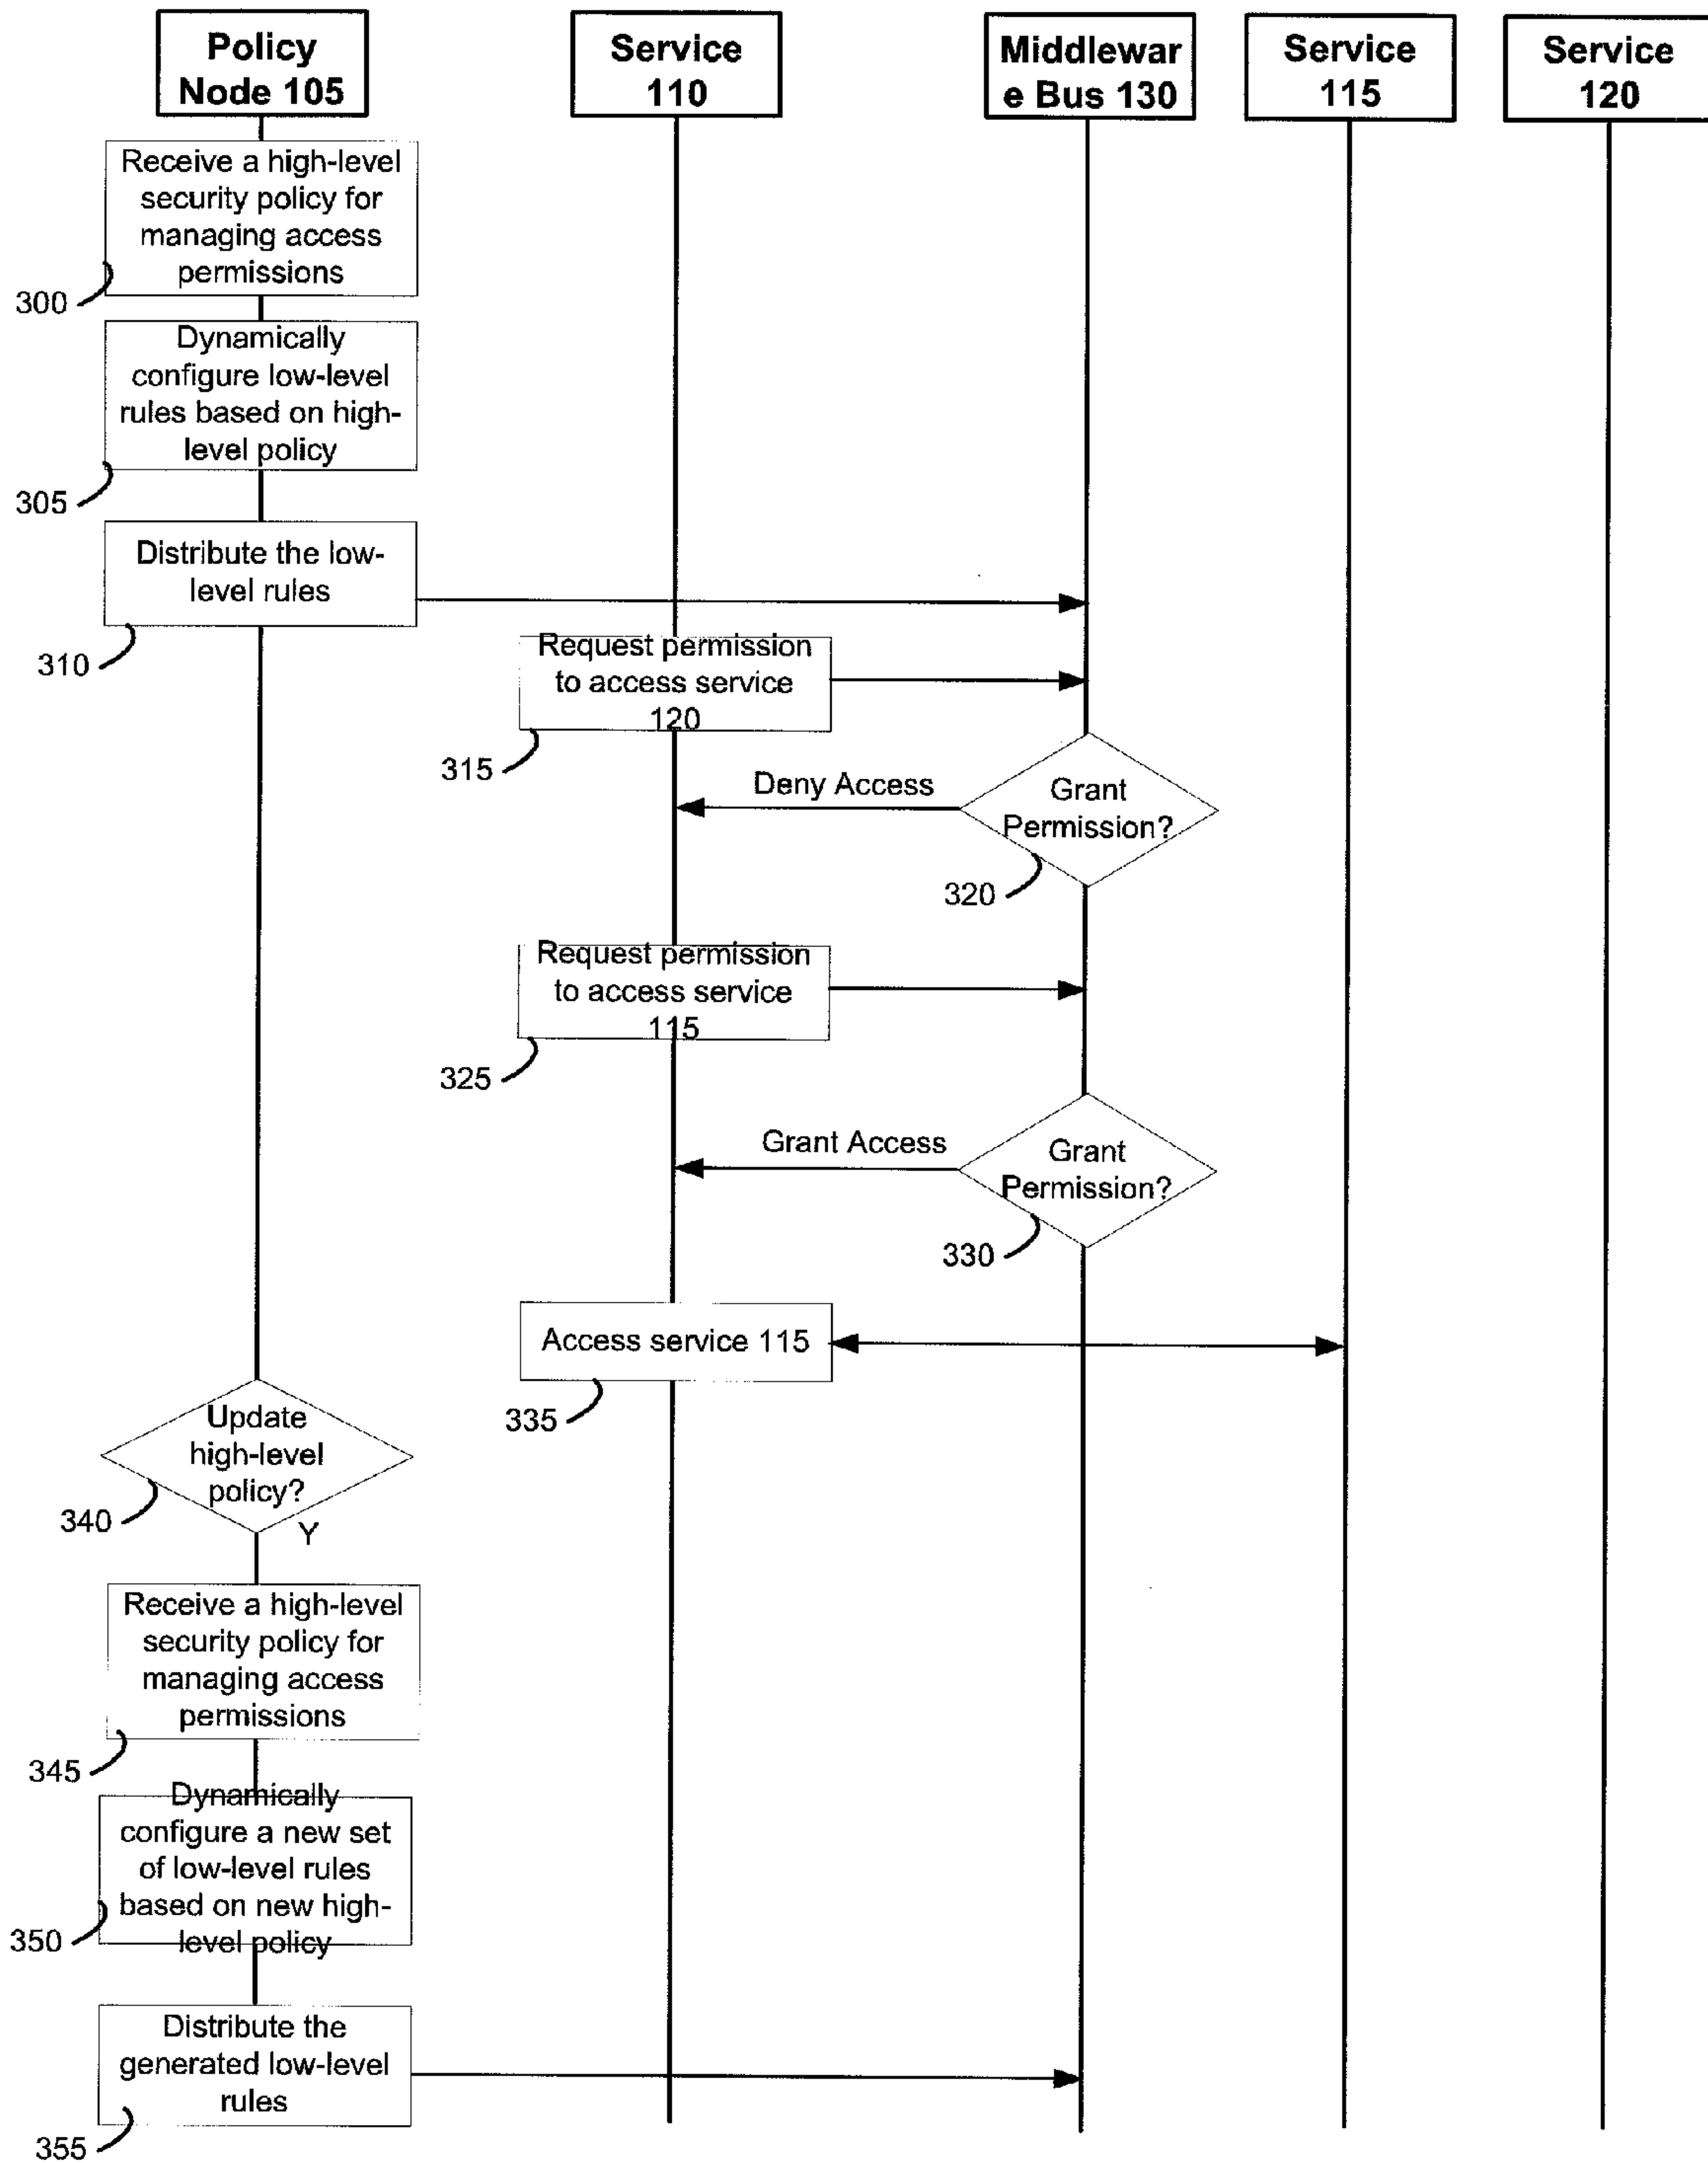 Policy
Node 105
Service
110
Middlewar
e Bus 130
Service
115
Service
120
Receive a high-level
security policy for
managing access
permissions
300
Dynamically
configure low-level
rules based on high-
level policy
305
Distribute the low-
level rules
310
Request permission
to access service
120
315
Deny Access
Grant
Permission?
320
Request permission
to access service
115
325
Grant Access
Grant
Permission?
330
Access service 115
335
Update
high-level
policy?
340
Y
Receive a high-level
security policy for
managing access
permissions
345
Dynamically
configure a new set
of low-level rules
based on new high-
level policy
350
Distribute the
generated low-level
rules
355